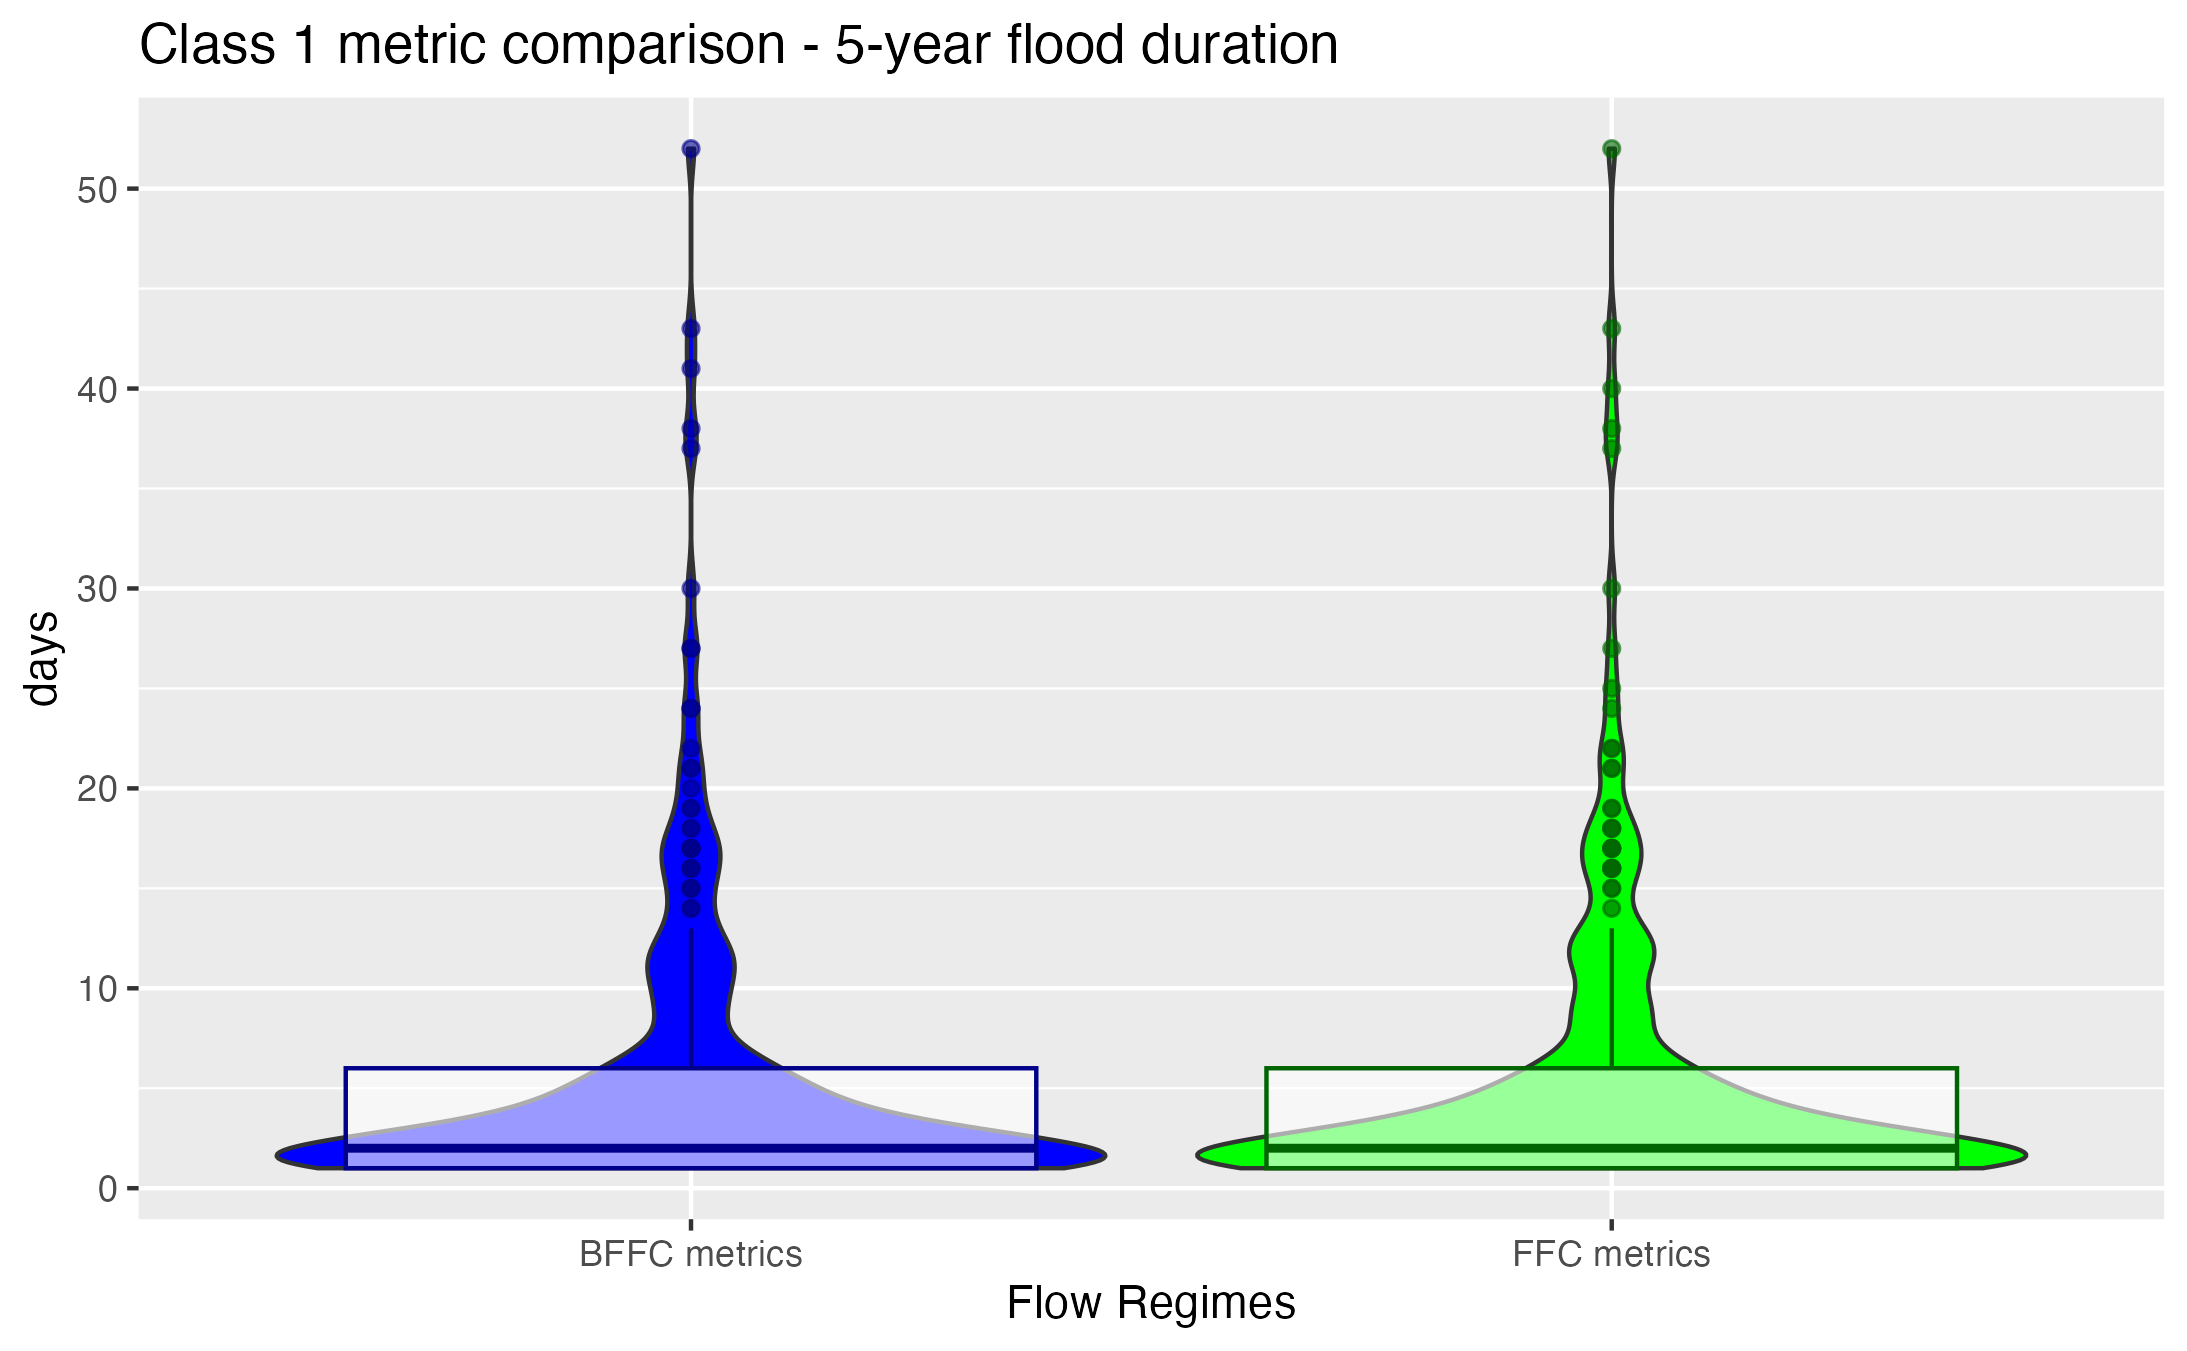 Class 1 metric comparison - 5-year flood duration
days
50
40
30
20
10
0
BFFC metrics
FFC metrics
Flow Regimes